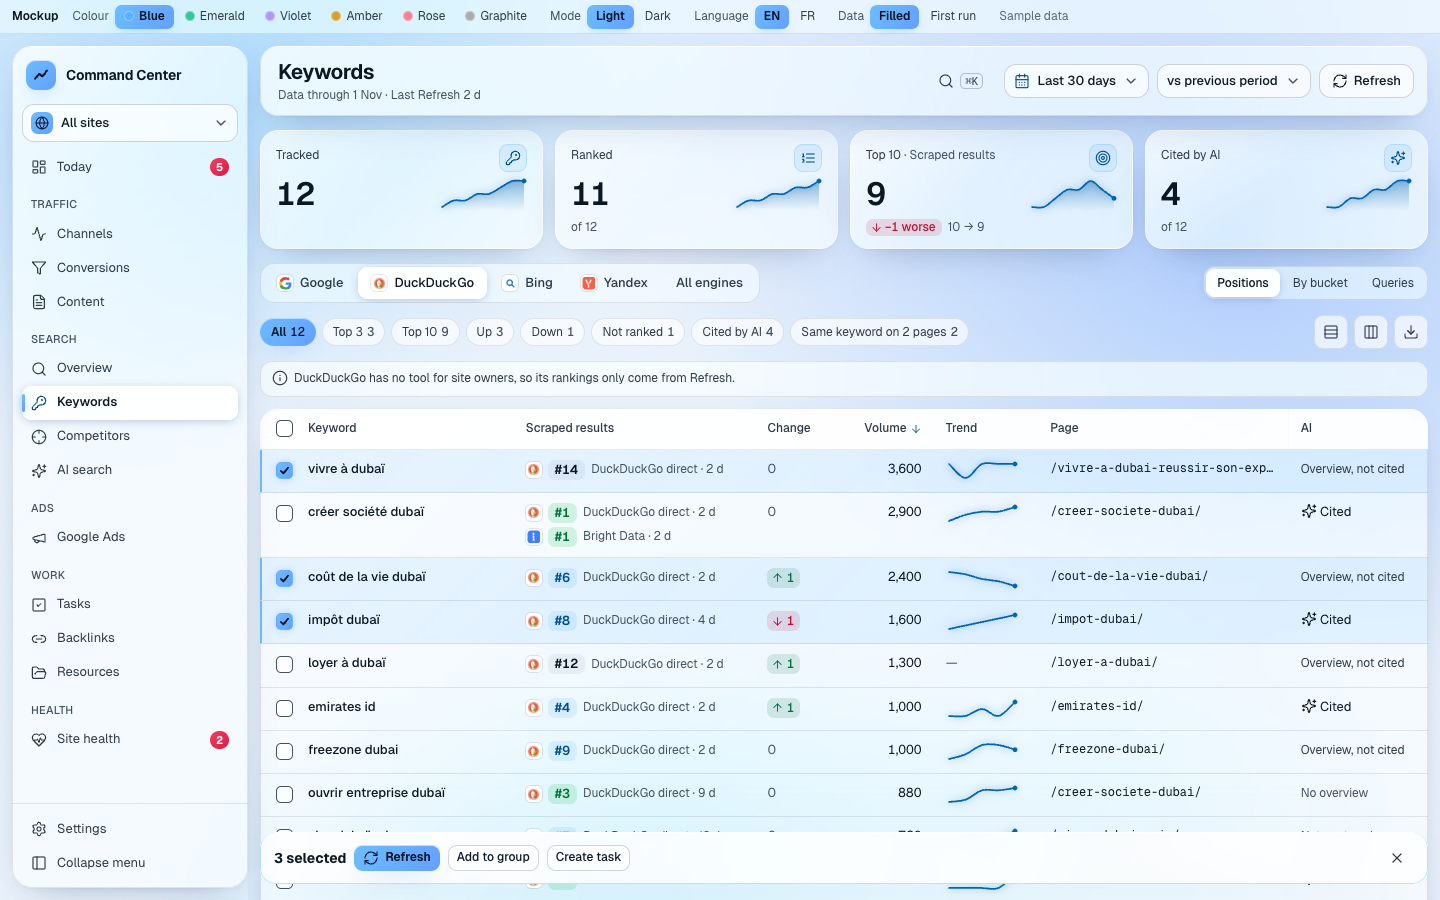 Mockup Colour Blue Emerald Violet Amber Rose Graphite Mode Light Dark Language EN FR Data Filled First run Sample data
Command Center
All sites
Today 5
TRAFFIC
Channels
Conversions
Content
SEARCH
Overview
Keywords
Competitors
AI search
ADS
Google Ads
WORK
Tasks
Backlinks
Resources
HEALTH
Site health 2
Settings
Collapse menu
Keywords
Data through 1 Nov · Last Refresh 2 d
⌘K Last 30 days vs previous period Refresh
Tracked
12
Ranked
11
of 12
Top 10 · Scraped results
9
↓ −1 worse 10 → 9
Cited by AI
4
of 12
Google DuckDuckGo Bing Yandex All engines
Positions By bucket Queries
All 12 Top 3 3 Top 10 9 Up 3 Down 1 Not ranked 1 Cited by AI 4 Same keyword on 2 pages 2
DuckDuckGo has no tool for site owners, so its rankings only come from Refresh.
Keyword Scraped results Change Volume ↓ Trend Page AI
vivre à dubaï #14 DuckDuckGo direct · 2 d 0 3,600 /vivre-a-dubai-reussir-son-exp… Overview, not cited
créer société dubaï #1 DuckDuckGo direct · 2 d 0 2,900 /creer-societe-dubai/ Cited
#1 Bright Data · 2 d
coût de la vie dubaï #6 DuckDuckGo direct · 2 d ↑ 1 2,400 /cout-de-la-vie-dubai/ Overview, not cited
impôt dubaï #8 DuckDuckGo direct · 4 d ↓ 1 1,600 /impot-dubai/ Cited
loyer à dubaï #12 DuckDuckGo direct · 2 d ↑ 1 1,300 — /loyer-a-dubai/ Overview, not cited
emirates id #4 DuckDuckGo direct · 2 d ↑ 1 1,000 /emirates-id/ Cited
freezone dubai #9 DuckDuckGo direct · 2 d 0 1,000 /freezone-dubai/ Overview, not cited
ouvrir entreprise dubaï #3 DuckDuckGo direct · 9 d 0 880 /creer-societe-dubai/ No overview
3 selected Refresh Add to group Create task